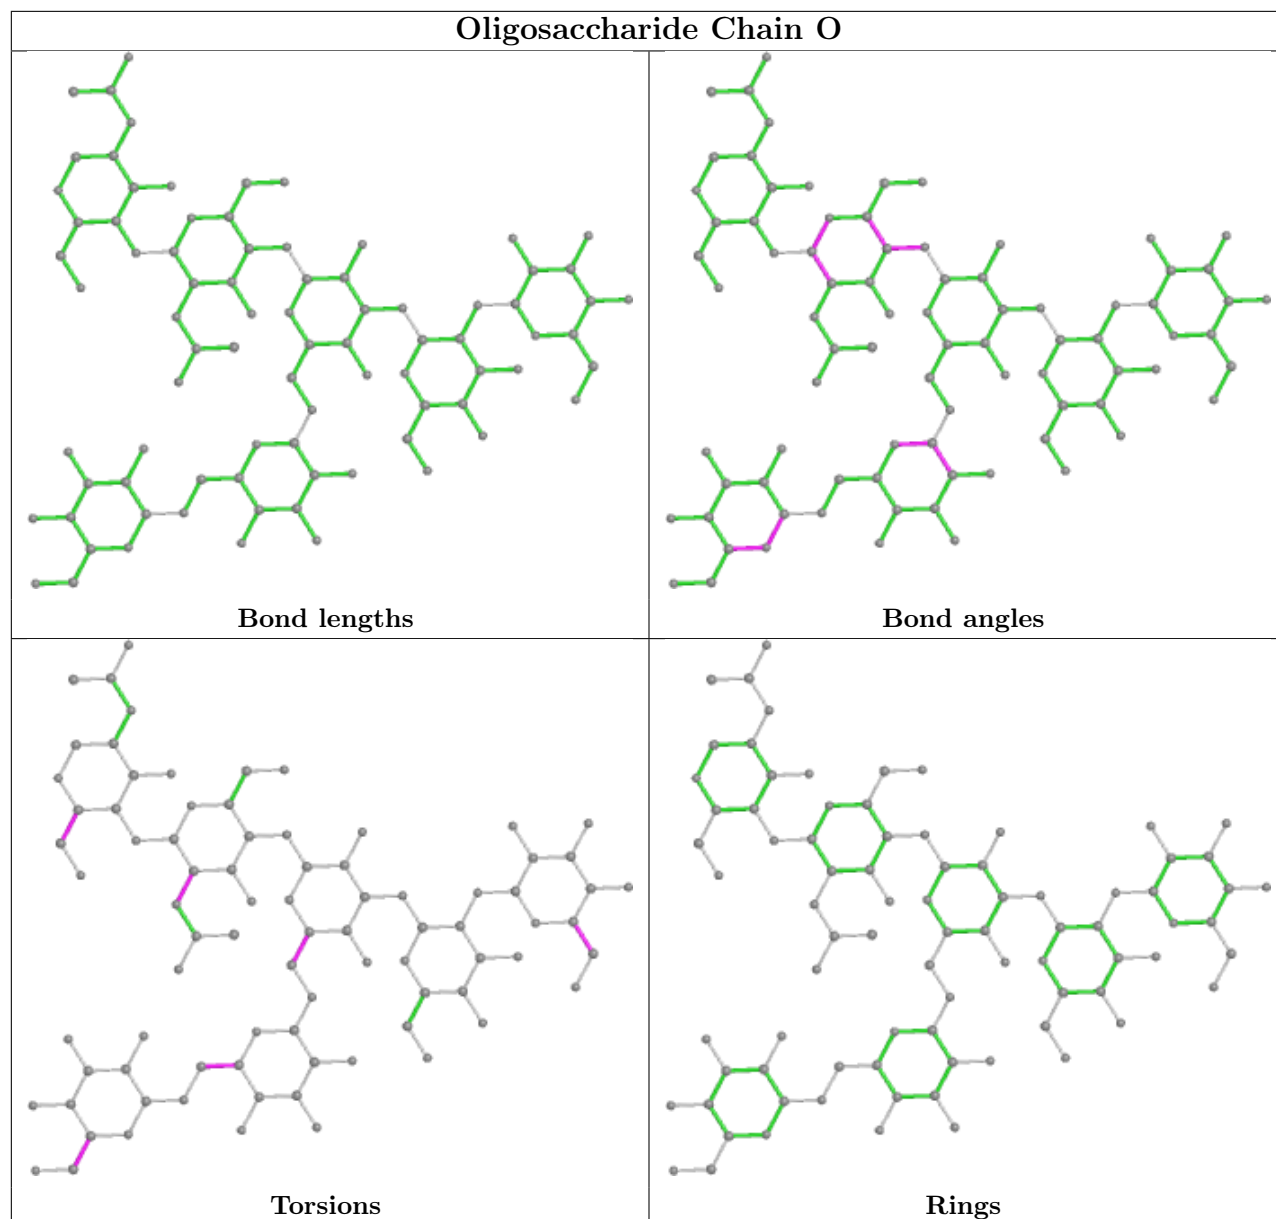 Oligosaccharide Chain O
Bond lengths
Bond angles
Torsions
Rings